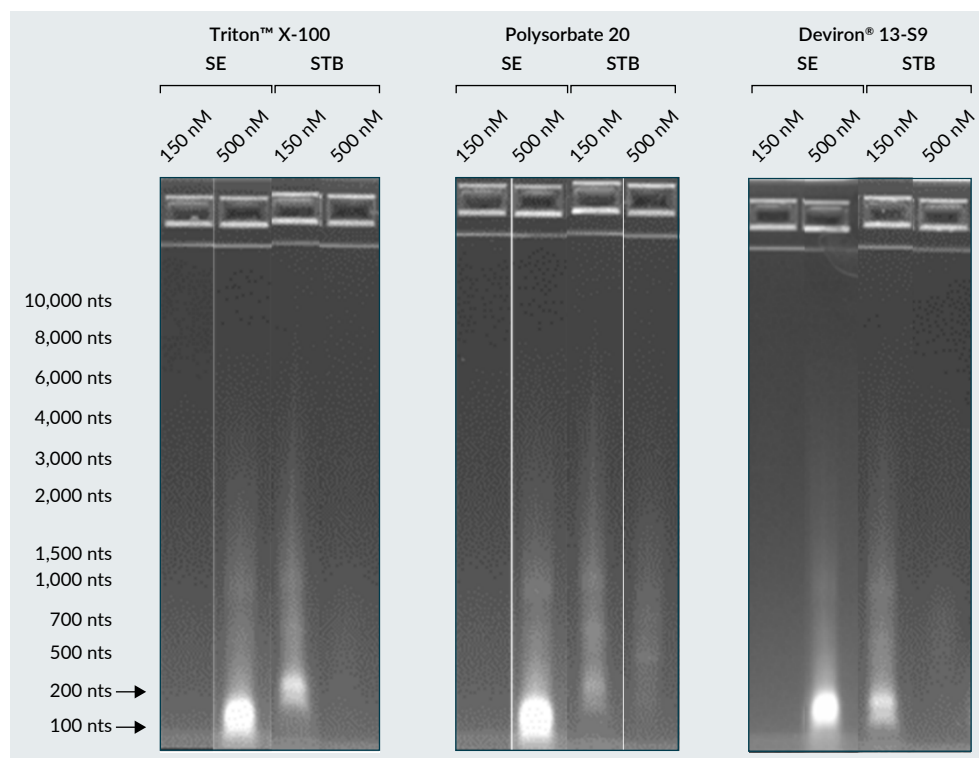 Triton™ X-100 Polysorbate 20 Deviron® 13-S9
SE STB SE STB SE STB
150 nM 500 nM 150 nM 500 nM 150 nM 500 nM 150 nM 500 nM 150 nM 500 nM 150 nM 500 nM
10,000 nts
8,000 nts
6,000 nts
4,000 nts
3,000 nts
2,000 nts
1,500 nts
1,000 nts
700 nts
500 nts
200 nts
100 nts